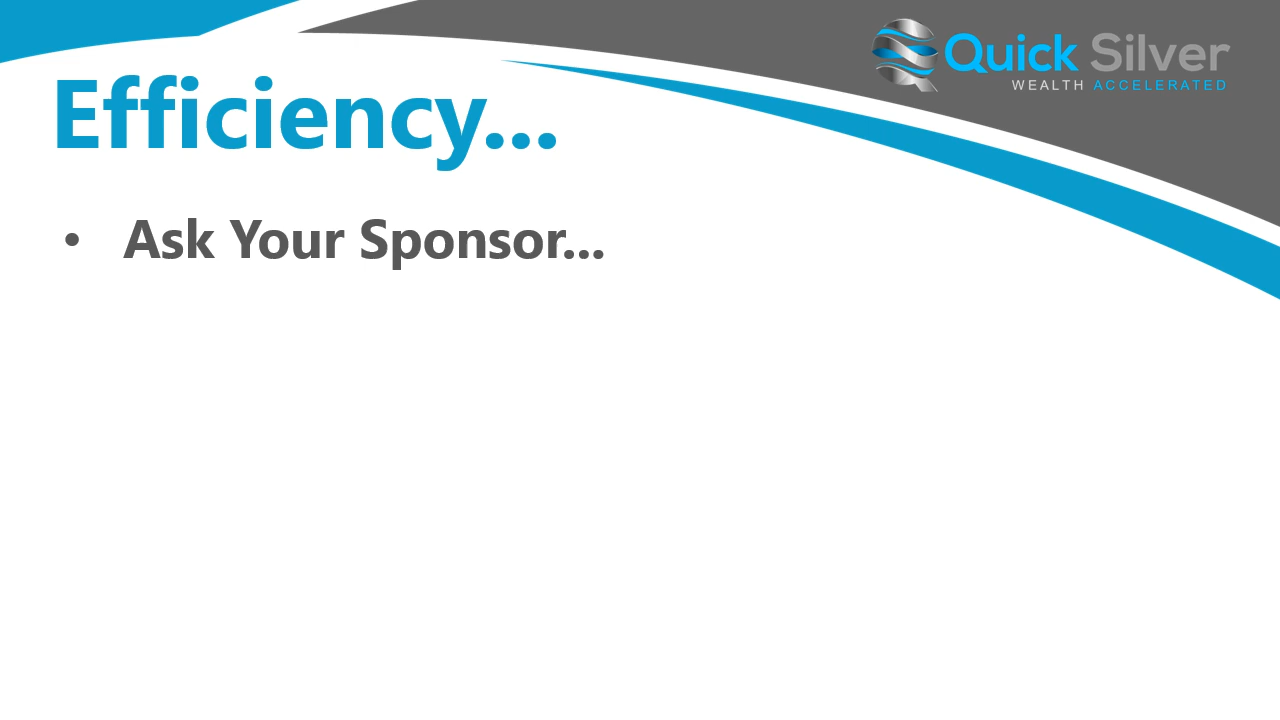 Quick Silver
WEALTH ACCELERATED
Efficiency...
• Ask Your Sponsor...